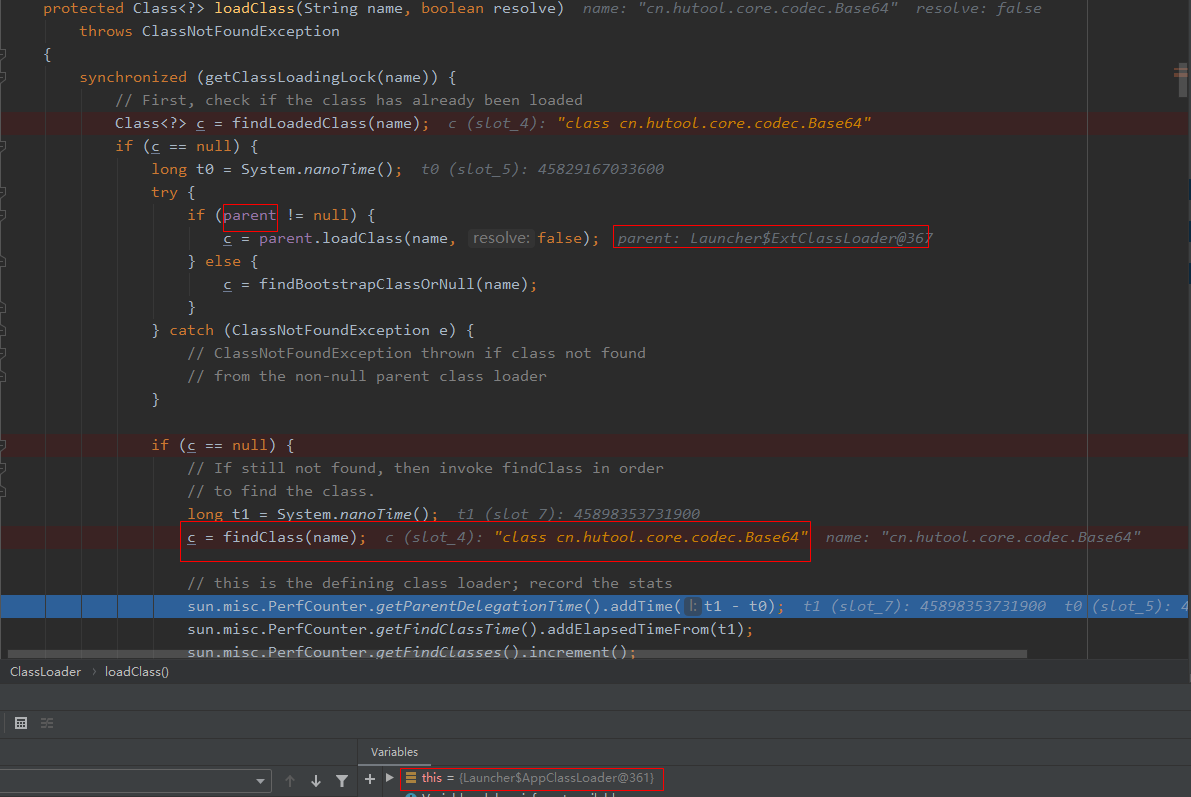 protected Class<?> loadClass(String name, boolean resolve)  name: "cn.hutool.core.codec.Base64"  resolve: false
throws ClassNotFoundException
{
synchronized (getClassLoadingLock(name)) {
// First, check if the class has already been loaded
Class<?> c = findLoadedClass(name);  c (slot_4): "class cn.hutool.core.codec.Base64"
if (c == null) {
long t0 = System.nanoTime();  t0 (slot_5): 45829167033600
try {
if (parent != null) {
c = parent.loadClass(name, resolve: false);  parent: Launcher$ExtClassLoader@367
} else {
c = findBootstrapClassOrNull(name);
}
} catch (ClassNotFoundException e) {
// ClassNotFoundException thrown if class not found
// from the non-null parent class loader
}
if (c == null) {
// If still not found, then invoke findClass in order
// to find the class.
long t1 = System.nanoTime();  t1 (slot_7): 45898353731900
c = findClass(name);  c (slot_4): "class cn.hutool.core.codec.Base64"  name: "cn.hutool.core.codec.Base64"
// this is the defining class loader; record the stats
sun.misc.PerfCounter.getParentDelegationTime().addTime( l: t1 - t0);  t1 (slot_7): 45898353731900  t0 (slot_5): 4
sun.misc.PerfCounter.getFindClassTime().addElapsedTimeFrom(t1);
sun.misc.PerfCounter.getFindClasses().increment();
ClassLoader › loadClass()
Variables
this = {Launcher$AppClassLoader@361}